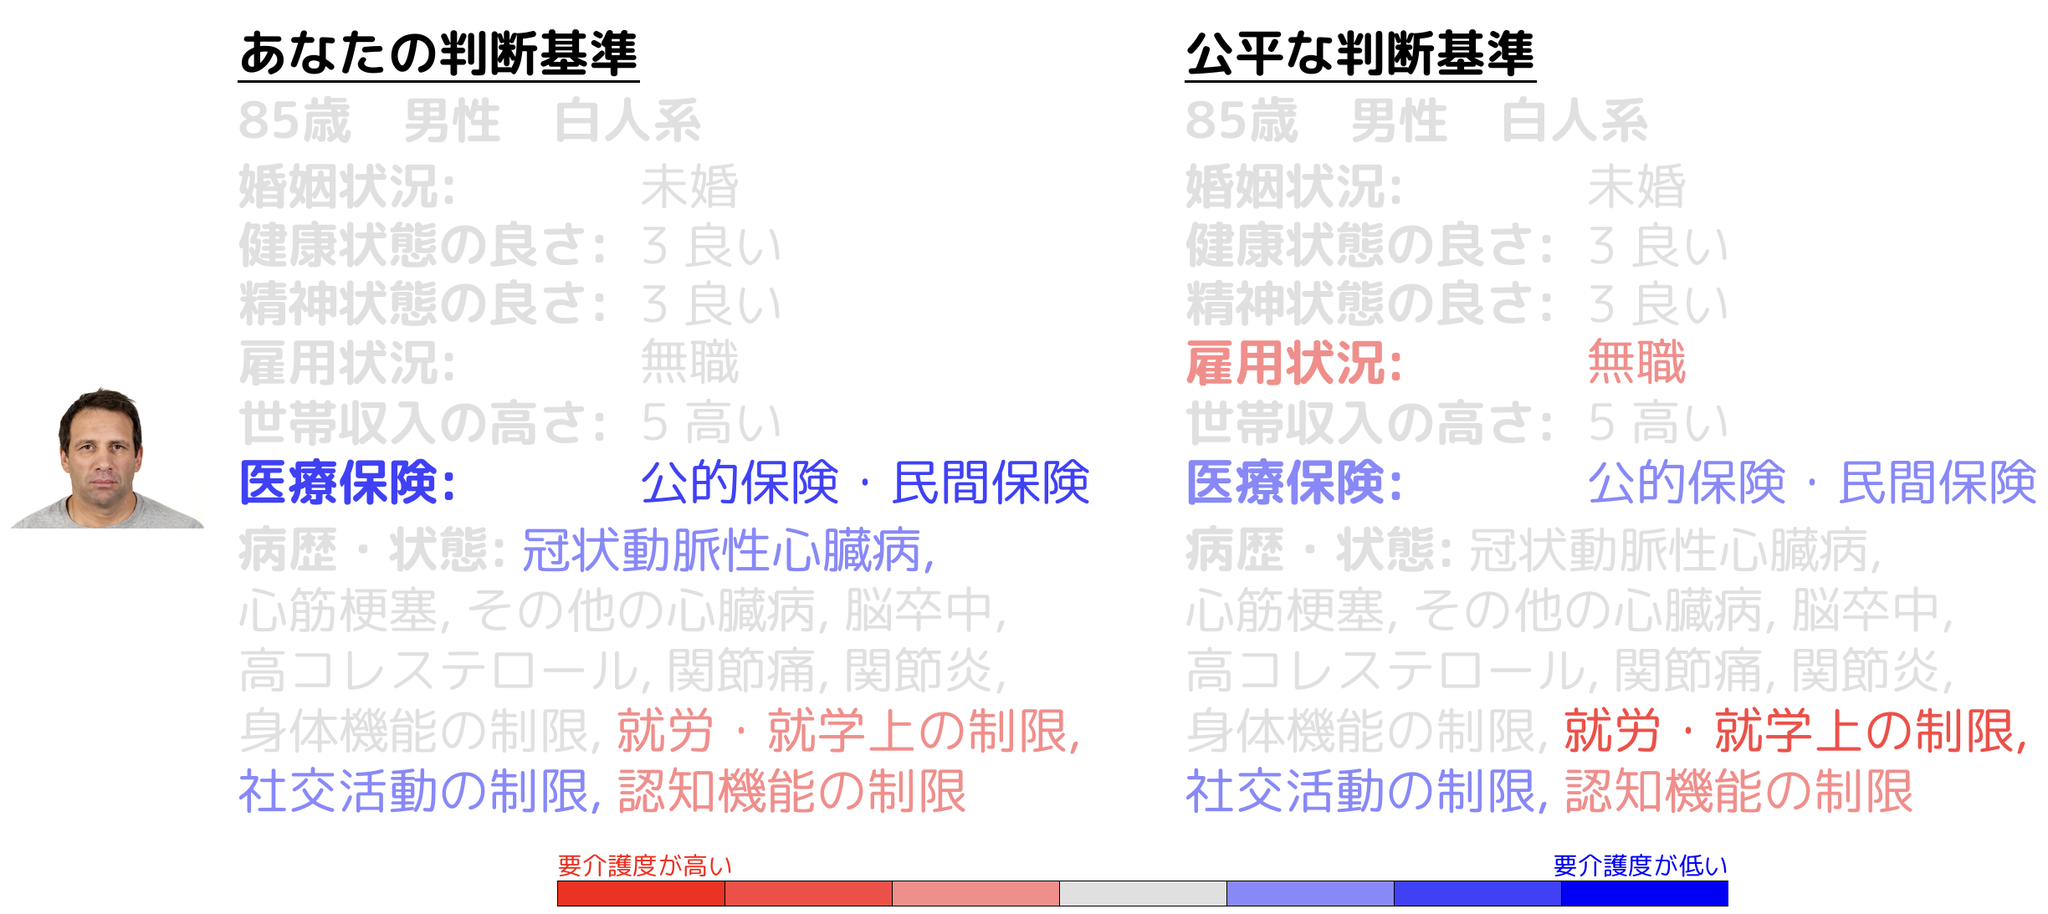 あなたの判断基準
85歳　男性　白人系
婚姻状況: 未婚
健康状態の良さ: 3 良い
精神状態の良さ: 3 良い
雇用状況: 無職
世帯収入の高さ: 5 高い
医療保険: 公的保険・民間保険
病歴・状態: 冠状動脈性心臓病,
心筋梗塞, その他の心臓病, 脳卒中,
高コレステロール, 関節痛, 関節炎,
身体機能の制限, 就労・就学上の制限,
社交活動の制限, 認知機能の制限
公平な判断基準
85歳　男性　白人系
婚姻状況: 未婚
健康状態の良さ: 3 良い
精神状態の良さ: 3 良い
雇用状況: 無職
世帯収入の高さ: 5 高い
医療保険: 公的保険・民間保険
病歴・状態: 冠状動脈性心臓病,
心筋梗塞, その他の心臓病, 脳卒中,
高コレステロール, 関節痛, 関節炎,
身体機能の制限, 就労・就学上の制限,
社交活動の制限, 認知機能の制限
要介護度が高い
要介護度が低い